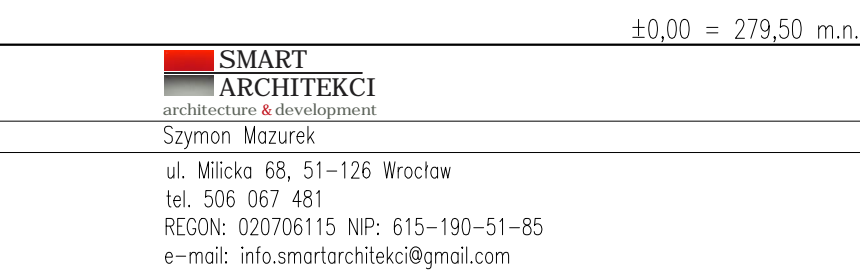 ±0,00 = 279,50 m.n.
SMART
ARCHITEKCI
architecture & development
Szymon Mazurek
ul. Milicka 68, 51-126 Wrocław
tel. 506 067 481
REGON: 020706115 NIP: 615-190-51-85
e-mail: info.smartarchitekci@gmail.com